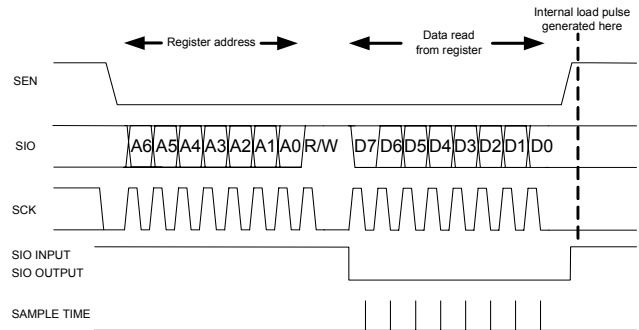 Internal load pulse
generated here
Register address
Data read
from register
SEN
SIO A6 A5 A4 A3 A2 A1 A0 R/W D7 D6 D5 D4 D3 D2 D1 D0
SCK
SIO INPUT
SIO OUTPUT
SAMPLE TIME